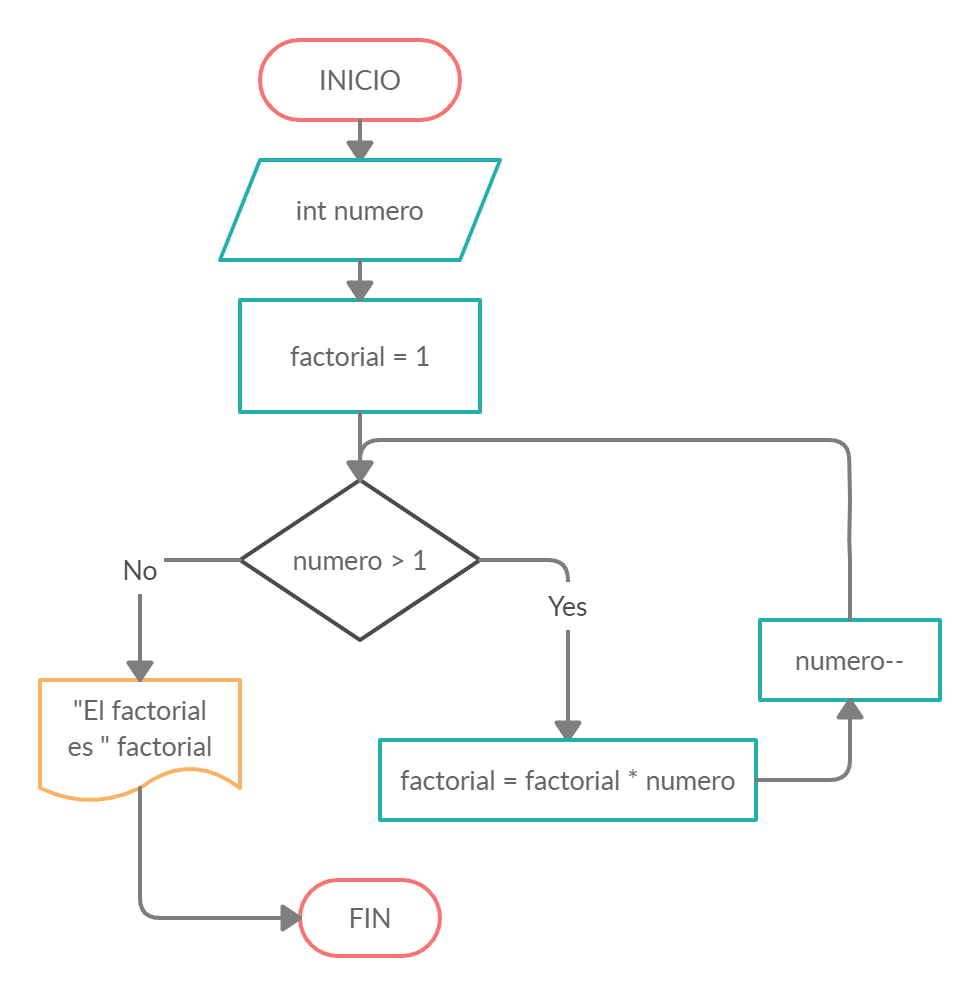 INICIO
int numero
factorial = 1
numero > 1
No
Yes
numero--
"El factorial
es " factorial
factorial = factorial * numero
FIN